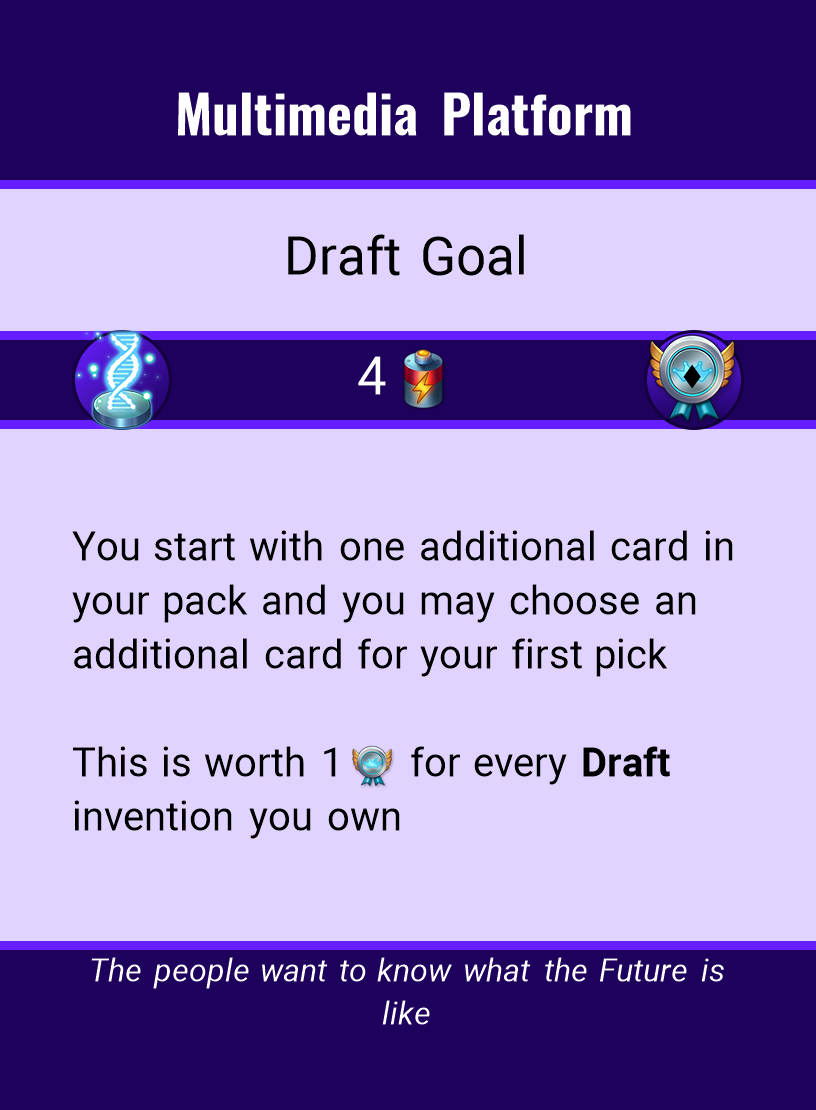 Multimedia Platform
Draft Goal
4
You start with one additional card in
your pack and you may choose an
additional card for your first pick
This is worth 1 for every Draft
invention you own
The people want to know what the Future is
like